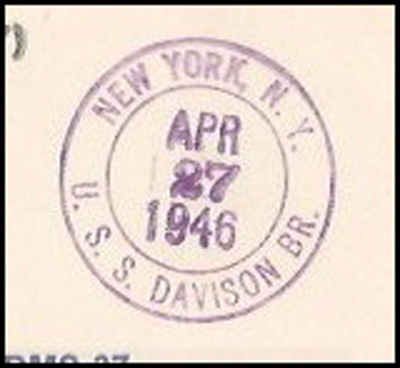 NEW YORK, N. Y.
APR
27
1946
U. S. S. DAVISON BR.